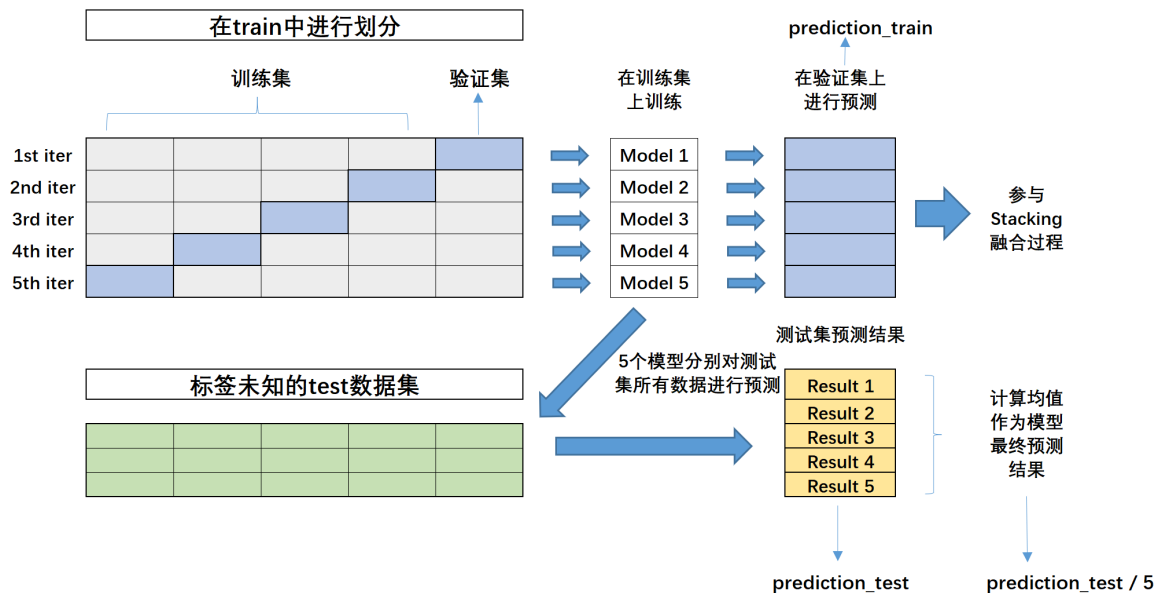 在train中进行划分
prediction_train
训练集
验证集
在训练集
上训练
在验证集上
进行预测
1st iter
Model 1
2nd iter
Model 2
3rd iter
Model 3
4th iter
Model 4
5th iter
Model 5
参与
Stacking
融合过程
测试集预测结果
5个模型分别对测试
集所有数据进行预测
标签未知的test数据集
Result 1
Result 2
Result 3
Result 4
Result 5
计算均值
作为模型
最终预测
结果
prediction_test
prediction_test / 5